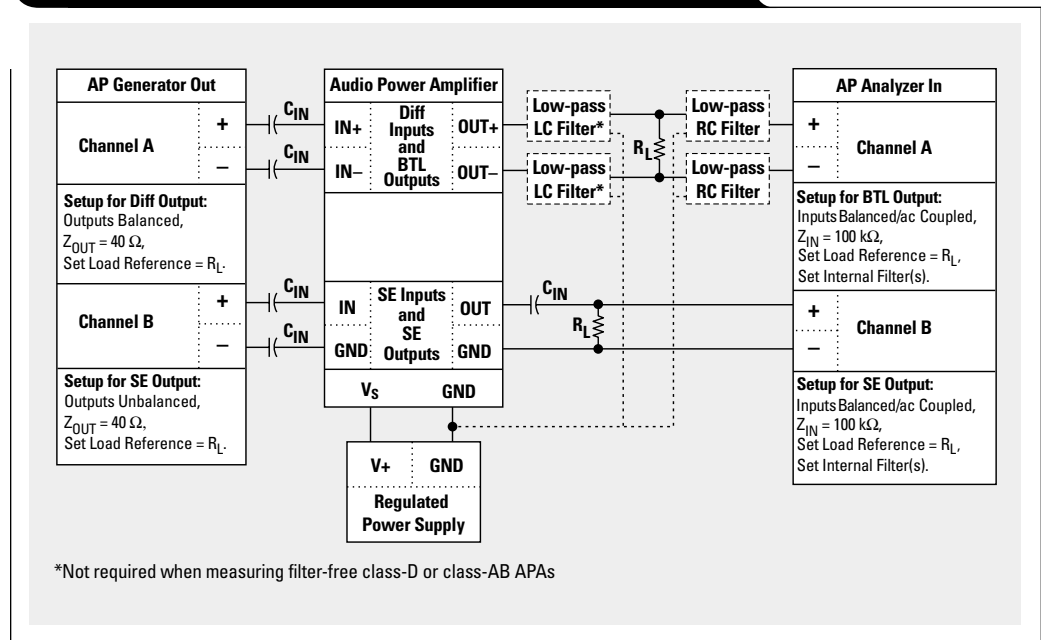 AP Generator Out
Channel A
+
–
Setup for Diff Output:
Outputs Balanced,
Z_OUT = 40 Ω,
Set Load Reference = R_L.
Channel B
+
–
Setup for SE Output:
Outputs Unbalanced,
Z_OUT = 40 Ω,
Set Load Reference = R_L.
C_IN
C_IN
C_IN
C_IN
Audio Power Amplifier
IN+
IN–
Diff
Inputs
and
BTL
Outputs
OUT+
OUT–
IN
GND
SE Inputs
and
SE
Outputs
OUT
GND
V_S
GND
V+
GND
Regulated
Power Supply
Low-pass
LC Filter*
Low-pass
LC Filter*
R_L
Low-pass
RC Filter
Low-pass
RC Filter
C_IN
R_L
AP Analyzer In
+
–
Channel A
Setup for BTL Output:
Inputs Balanced/ac Coupled,
Z_IN = 100 kΩ,
Set Load Reference = R_L,
Set Internal Filter(s).
+
–
Channel B
Setup for SE Output:
Inputs Balanced/ac Coupled,
Z_IN = 100 kΩ,
Set Load Reference = R_L,
Set Internal Filter(s).
*Not required when measuring filter-free class-D or class-AB APAs